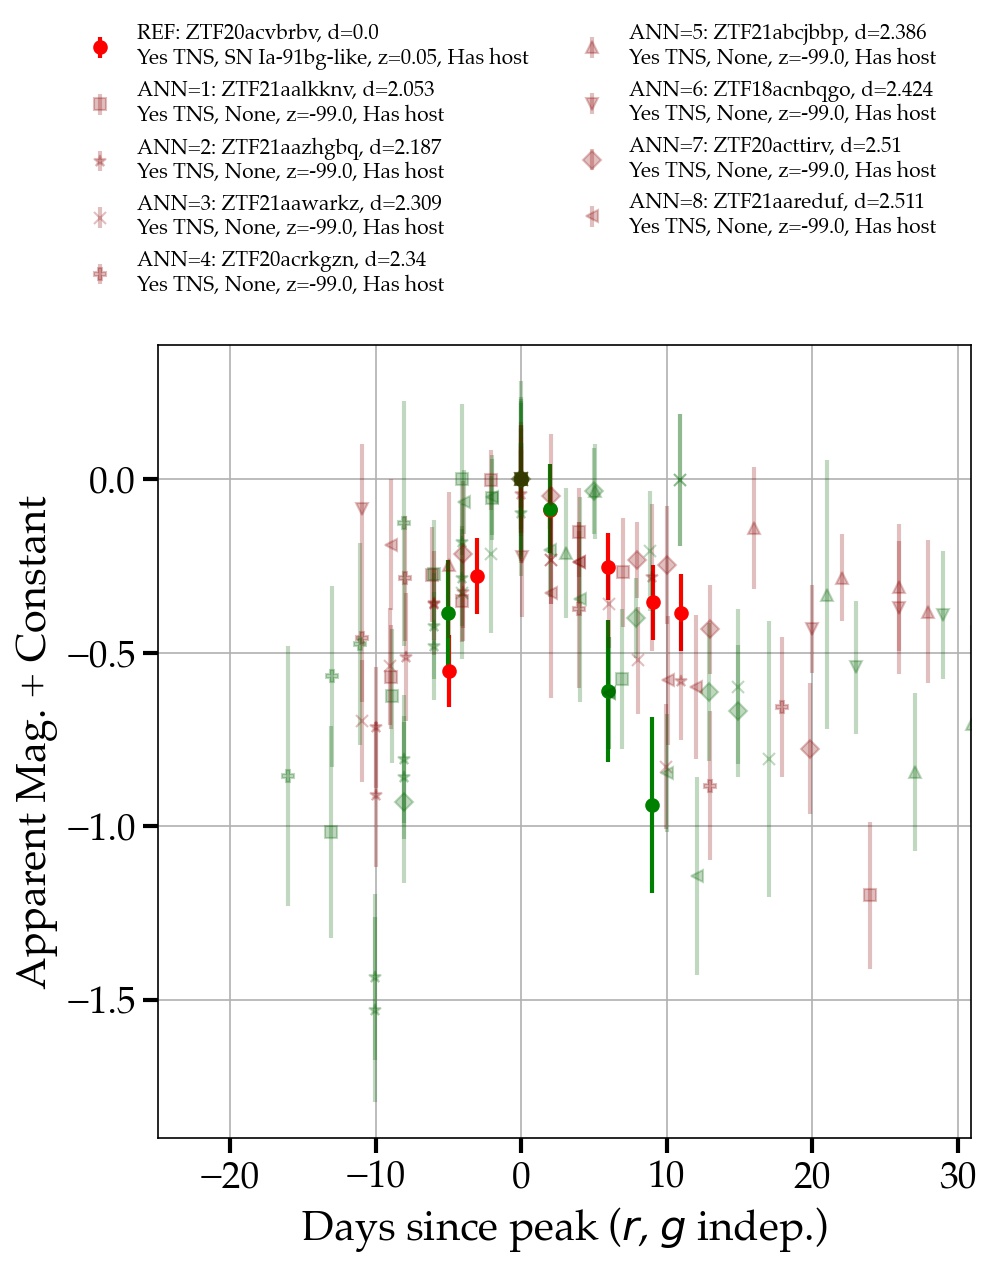 REF: ZTF20acvbrbv, d=0.0
Yes TNS, SN Ia-91bg-like, z=0.05, Has host
ANN=1: ZTF21aalkknv, d=2.053
Yes TNS, None, z=-99.0, Has host
ANN=2: ZTF21aazhgbq, d=2.187
Yes TNS, None, z=-99.0, Has host
ANN=3: ZTF21aawarkz, d=2.309
Yes TNS, None, z=-99.0, Has host
ANN=4: ZTF20acrkgzn, d=2.34
Yes TNS, None, z=-99.0, Has host
ANN=5: ZTF21abcjbbp, d=2.386
Yes TNS, None, z=-99.0, Has host
ANN=6: ZTF18acnbqgo, d=2.424
Yes TNS, None, z=-99.0, Has host
ANN=7: ZTF20acttirv, d=2.51
Yes TNS, None, z=-99.0, Has host
ANN=8: ZTF21aareduf, d=2.511
Yes TNS, None, z=-99.0, Has host
Apparent Mag. + Constant
0.0
−0.5
−1.0
−1.5
−20
−10
0
10
20
30
Days since peak (r, g indep.)